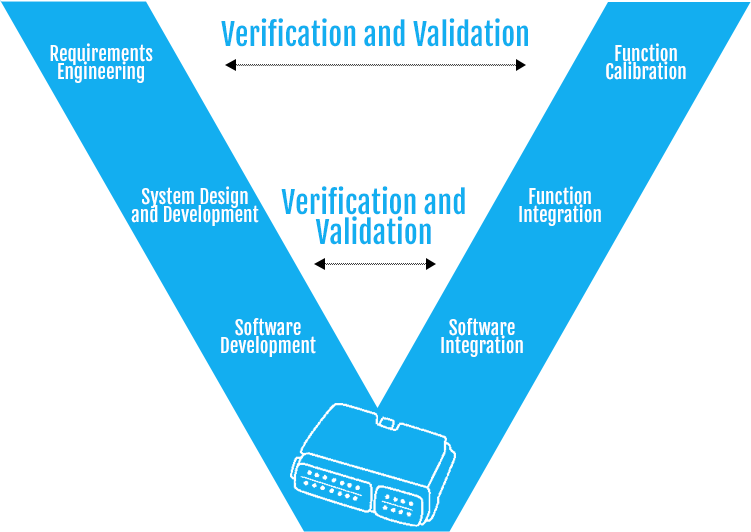 Verification and Validation
Requirements
Engineering
Function
Calibration
System Design
and Development
Verification and
Validation
Function
Integration
Software
Development
Software
Integration